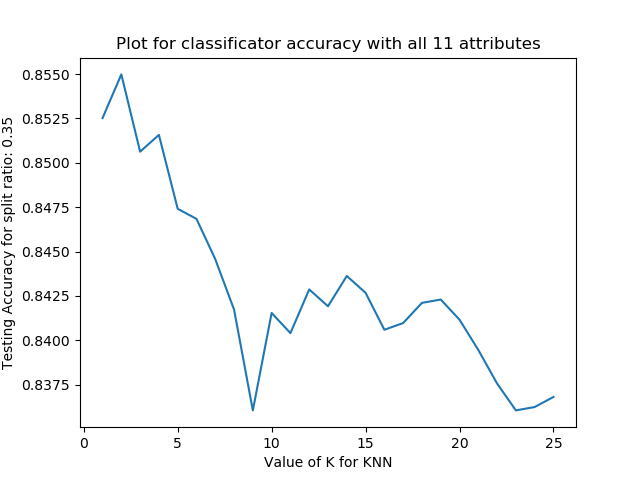 Plot for classificator accuracy with all 11 attributes
Testing Accuracy for split ratio: 0.35
0.8550
0.8525
0.8500
0.8475
0.8450
0.8425
0.8400
0.8375
0 5 10 15 20 25
Value of K for KNN